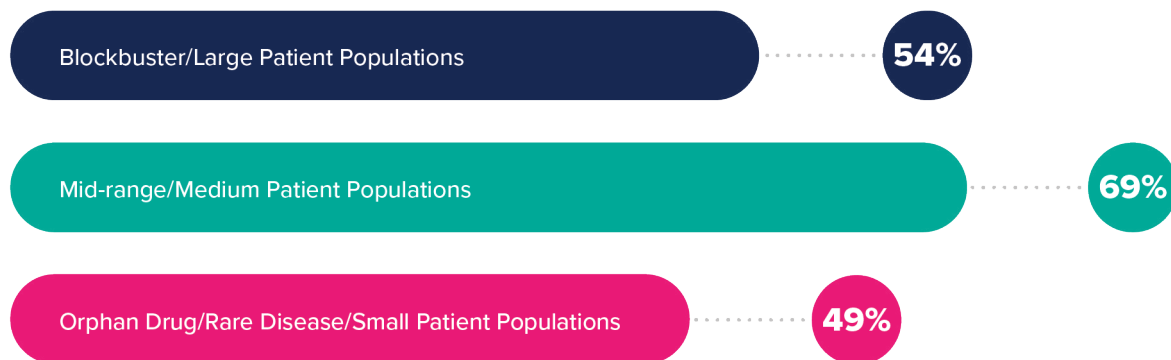 Blockbuster/Large Patient Populations 54%
Mid-range/Medium Patient Populations 69%
Orphan Drug/Rare Disease/Small Patient Populations 49%